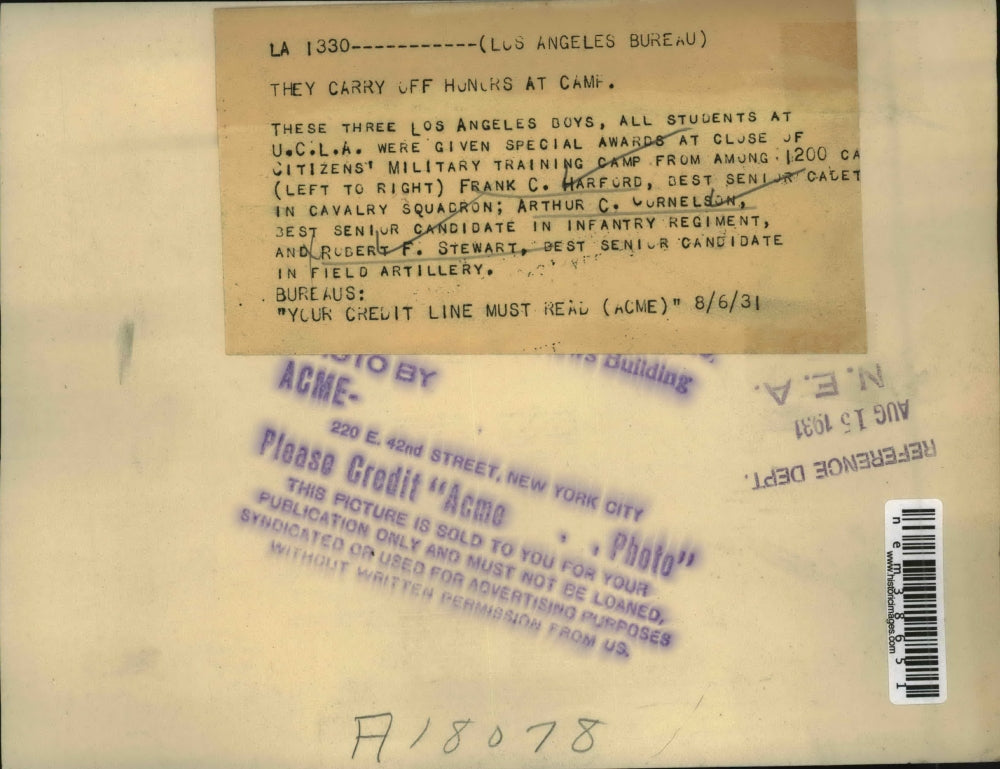 LA 1330------------(LOS ANGELES BUREAU)
THEY CARRY OFF HONORS AT CAMP.
THESE THREE LOS ANGELES BOYS, ALL STUDENTS AT
U.C.L.A. WERE GIVEN SPECIAL AWARDS AT CLOSE OF
CITIZENS' MILITARY TRAINING CAMP FROM AMONG 1200 CA
(LEFT TO RIGHT) FRANK C. HARFORD, BEST SENIOR CADET
IN CAVALRY SQUADRON; ARTHUR C. CORNELSON,
BEST SENIOR CANDIDATE IN INFANTRY REGIMENT,
AND ROBERT F. STEWART, BEST SENIOR CANDIDATE
IN FIELD ARTILLERY.
BUREAUS:
"YOUR CREDIT LINE MUST READ (ACME)" 8/6/31
BY
Building
ACME-
220 E. 42nd STREET, NEW YORK CITY
Please Credit "Acme . . Photo"
THIS PICTURE IS SOLD TO YOU FOR YOUR
PUBLICATION ONLY AND MUST NOT BE LOANED,
SYNDICATED OR USED FOR ADVERTISING PURPOSES
WITHOUT WRITTEN PERMISSION FROM US.
REFERENCE DEPT.
AUG 15 1931
N. E. A.
nem38651
www.historicimages.com
A18078